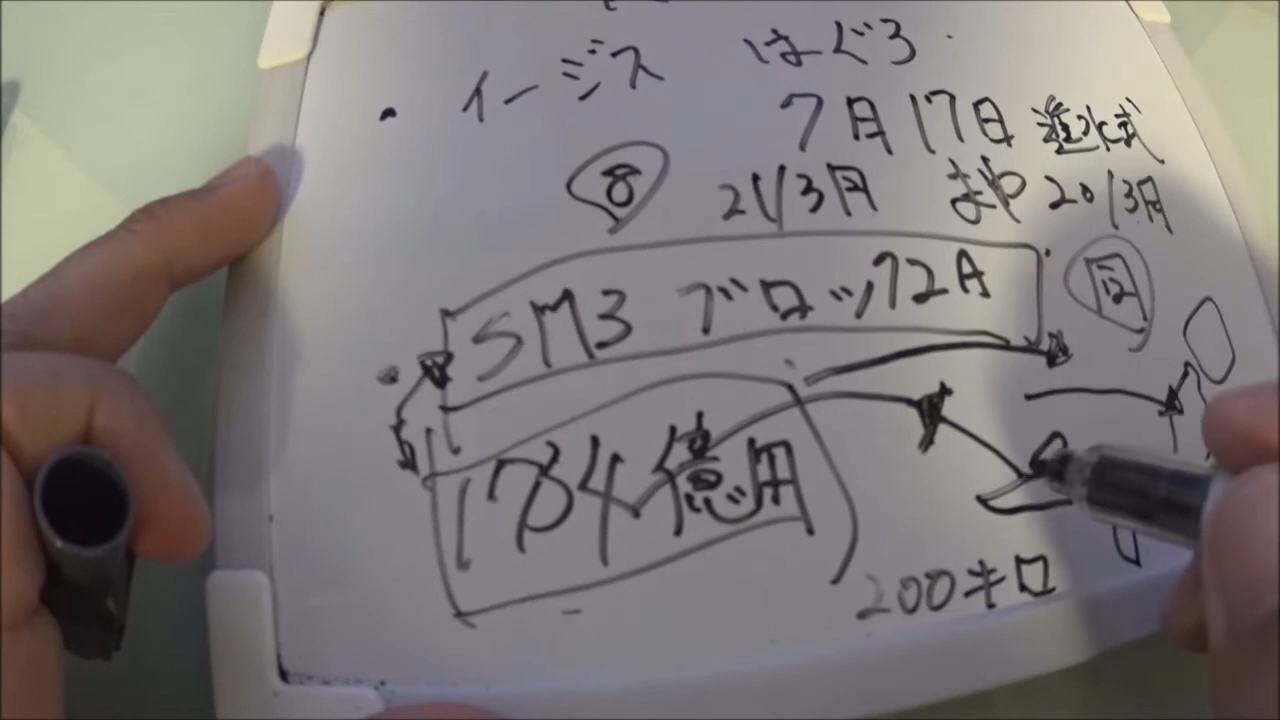 ・イージス はぐろ
7月17日 進水式
⑧ 21/3月 まや 20/3月
SM3 ブロック2A
1784億円
200キロ